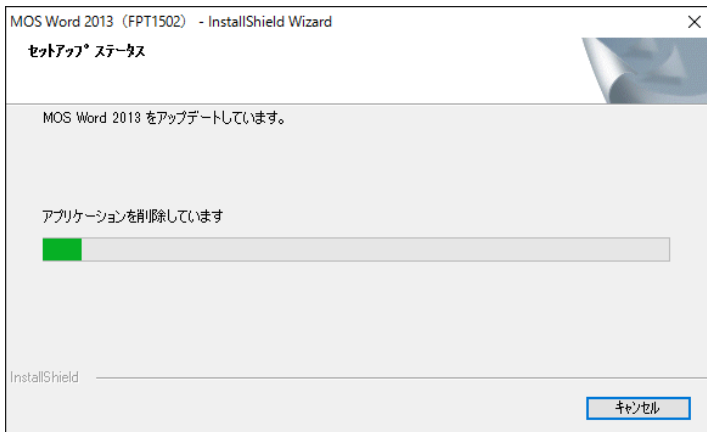 MOS Word 2013（FPT1502） - InstallShield Wizard
セットアップ ステータス
MOS Word 2013 をアップデートしています。
アプリケーションを削除しています
InstallShield
キャンセル